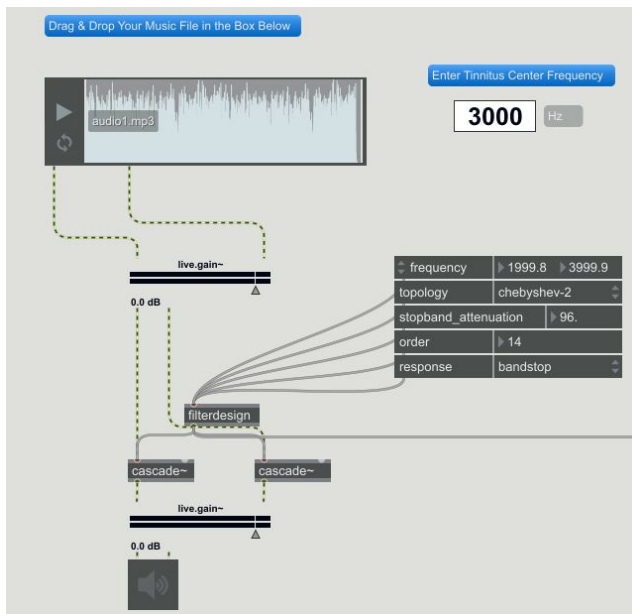 Drag & Drop Your Music File in the Box Below
Enter Tinnitus Center Frequency
audio1.mp3
3000 Hz
live.gain~
0.0 dB
frequency 1999.8 3999.9
topology chebyshev-2
stopband_attenuation 96.
order 14
response bandstop
filterdesign
cascade~ cascade~
live.gain~
0.0 dB